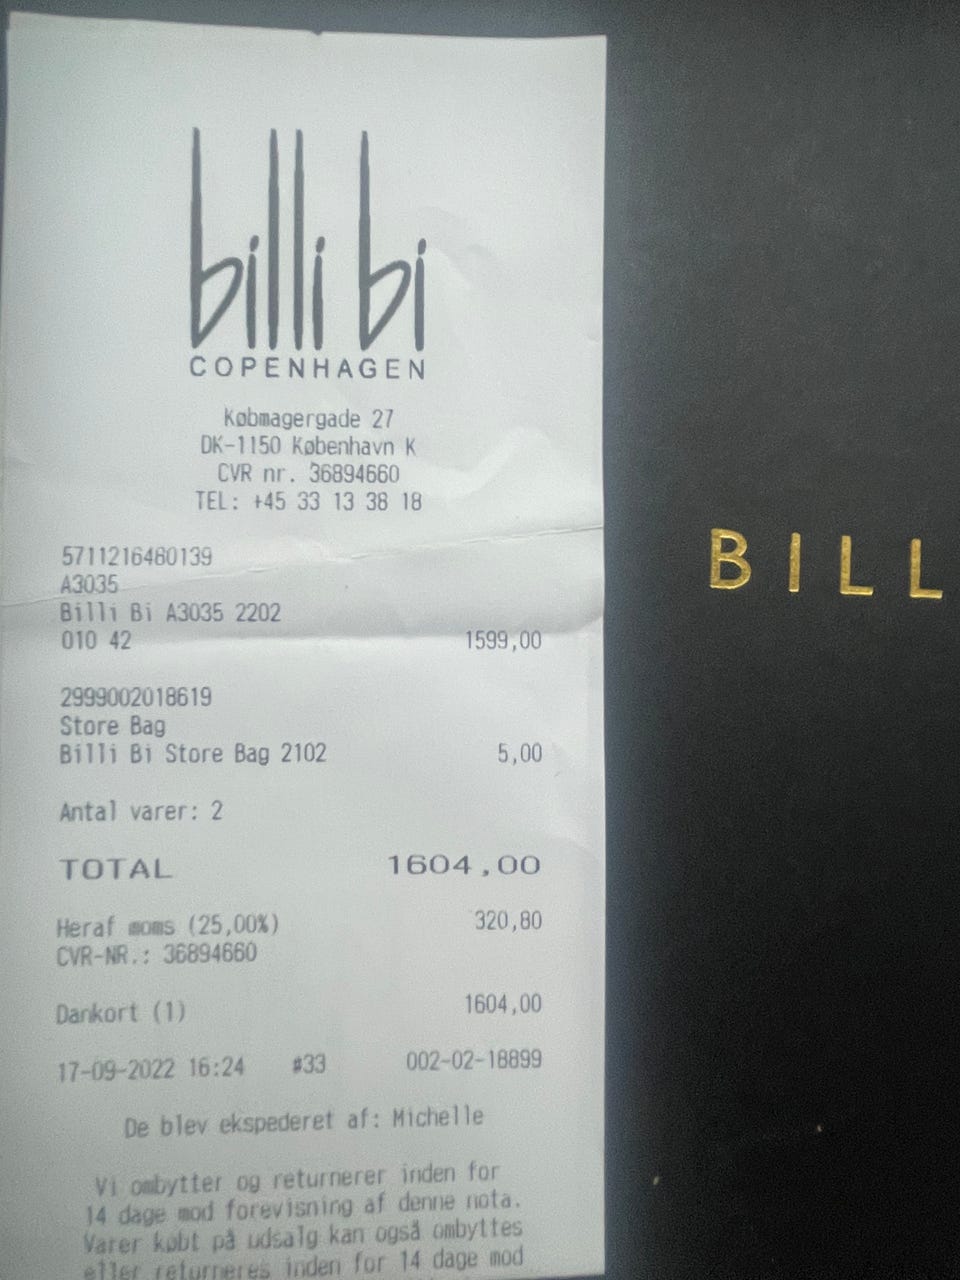 billi bi
COPENHAGEN
Købmagergade 27
DK-1150 København K
CVR nr. 36894660
TEL: +45 33 13 38 18
5711216480139
A3035
Billi Bi A3035 2202
010 42 1599,00
2999002018619
Store Bag
Billi Bi Store Bag 2102 5,00
Antal varer: 2
TOTAL 1604,00
Heraf moms (25,00%) 320,80
CVR-NR.: 36894660
Dankort (1) 1604,00
17-09-2022 16:24 #33 002-02-18899
De blev ekspederet af: Michelle
Vi ombytter og returnerer inden for
14 dage mod forevisning af denne nota.
Varer købt på udsalg kan også ombyttes
eller returneres inden for 14 dage mod
BILL